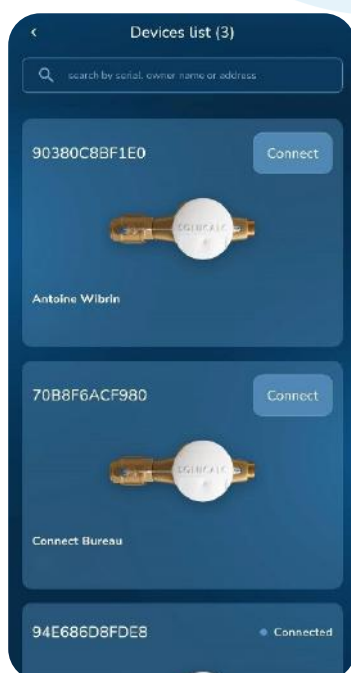 Devices list (3)
search by serial, owner name or address
90380C8BF1E0
Connect
Antoine Wibrin
70B8F6ACF980
Connect
Connect Bureau
94E686D8FDE8
Connected